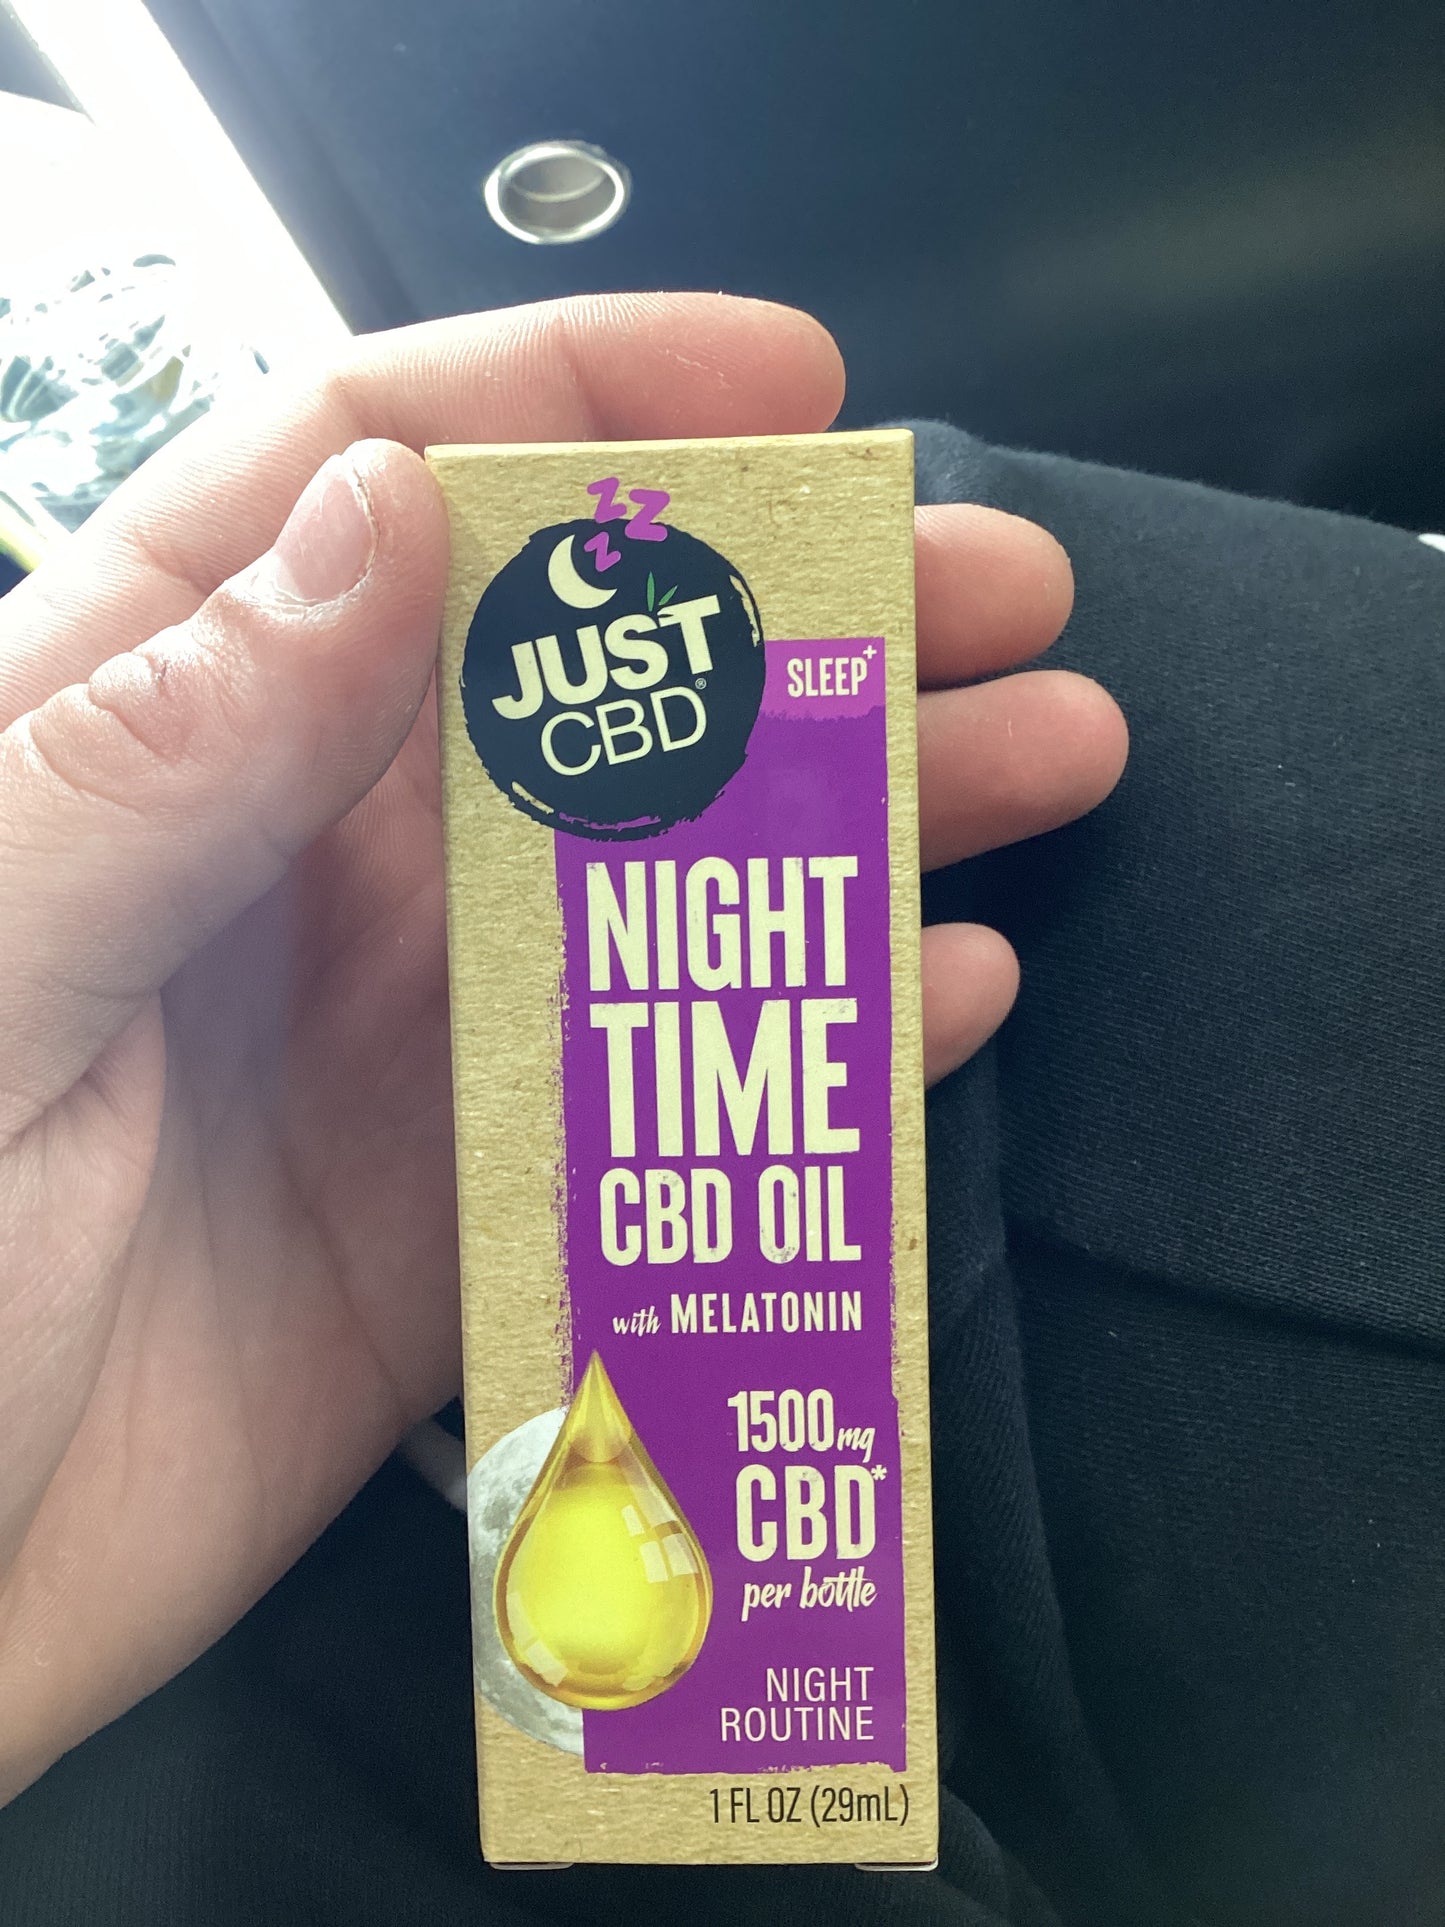 zzz
JUST
CBD®
SLEEP+
NIGHT
TIME
CBD OIL
with MELATONIN
1500mg
CBD*
per bottle
NIGHT
ROUTINE
1 FL OZ (29mL)